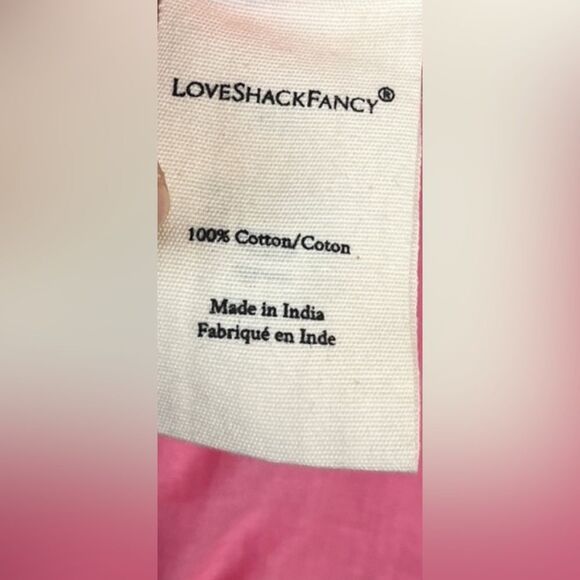 LOVESHACKFANCY®
100% Cotton/Coton
Made in India
Fabriqué en Inde